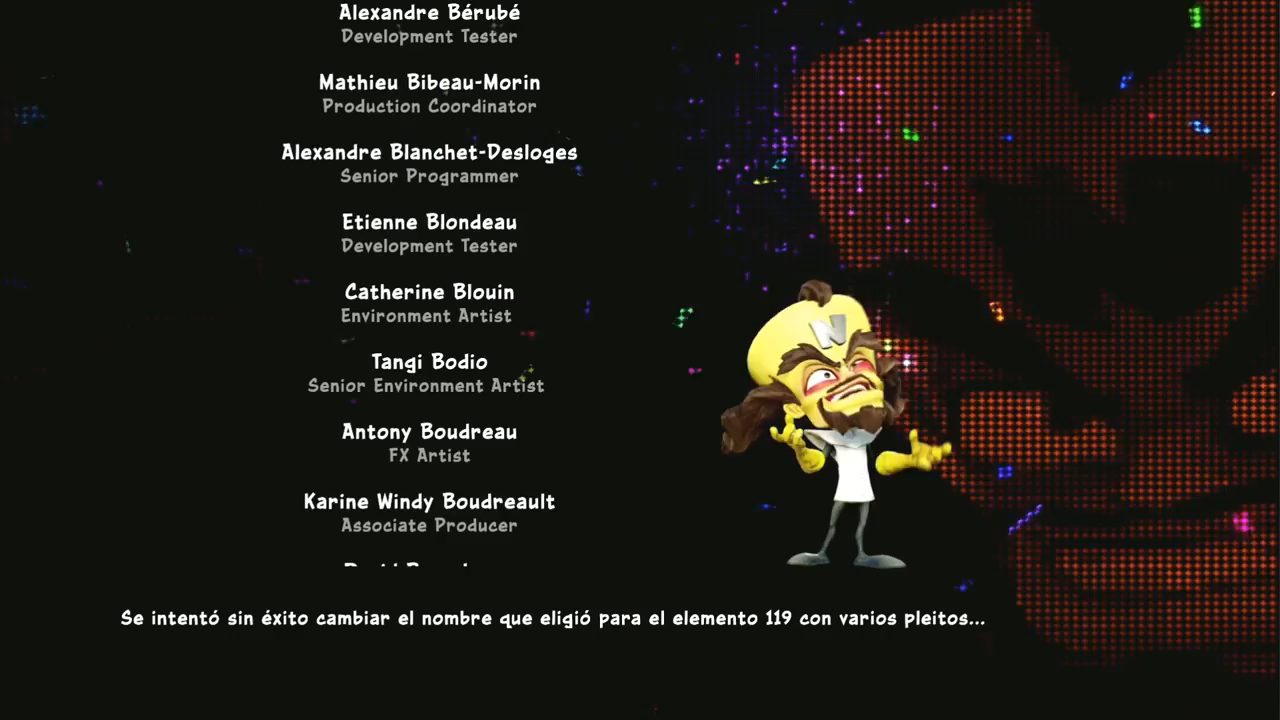 Alexandre Bérubé
Development Tester
Mathieu Bibeau-Morin
Production Coordinator
Alexandre Blanchet-Desloges
Senior Programmer
Etienne Blondeau
Development Tester
Catherine Blouin
Environment Artist
Tangi Bodio
Senior Environment Artist
Antony Boudreau
FX Artist
Karine Windy Boudreault
Associate Producer
N
Se intentó sin éxito cambiar el nombre que eligió para el elemento 119 con varios pleitos...